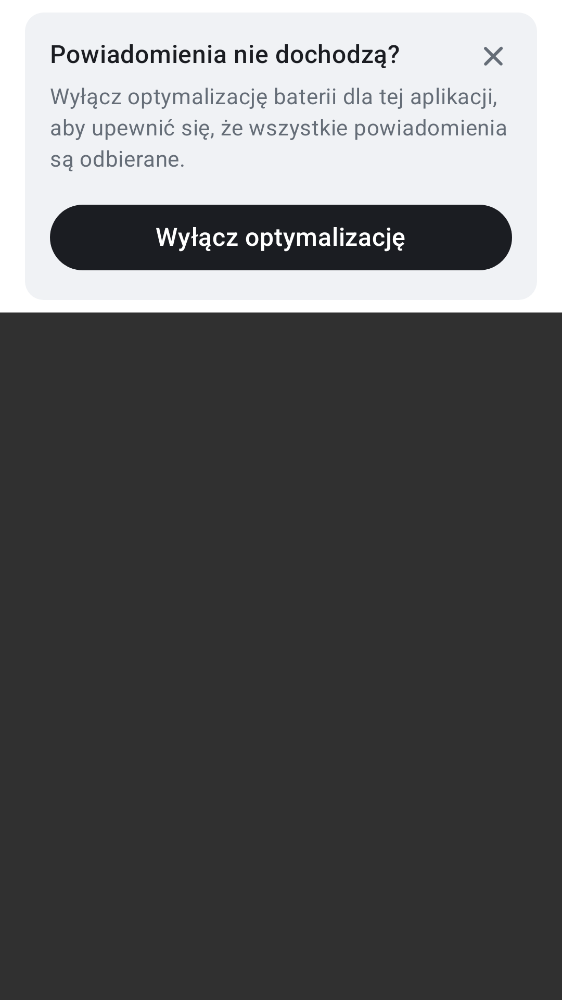 Powiadomienia nie dochodzą?
Wyłącz optymalizację baterii dla tej aplikacji,
aby upewnić się, że wszystkie powiadomienia
są odbierane.
Wyłącz optymalizację